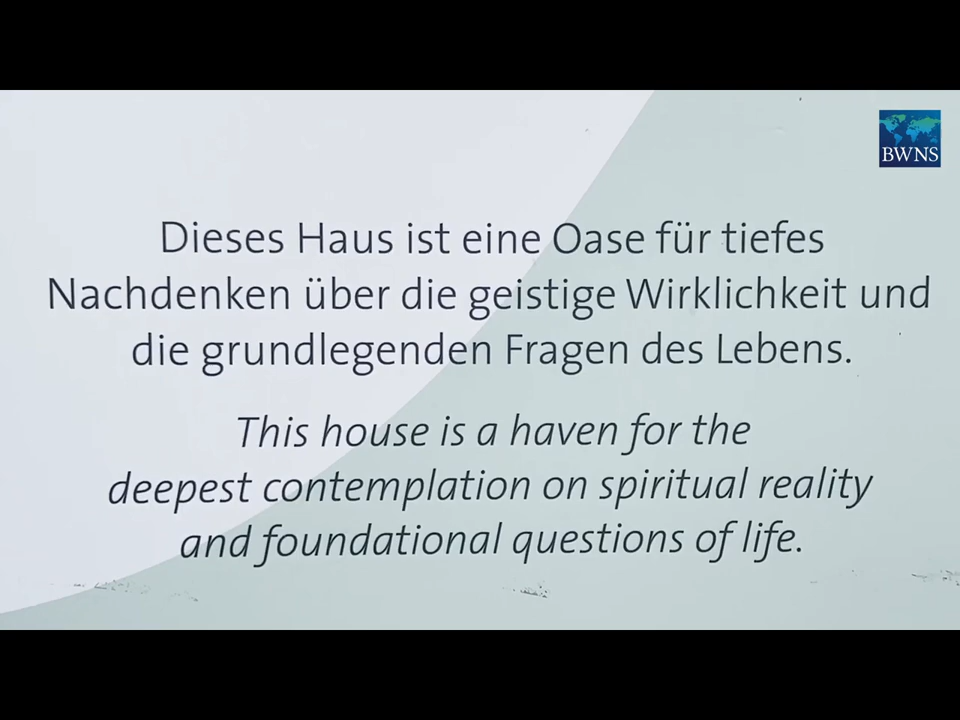 BWNS
Dieses Haus ist eine Oase für tiefes
Nachdenken über die geistige Wirklichkeit und
die grundlegenden Fragen des Lebens.
This house is a haven for the
deepest contemplation on spiritual reality
and foundational questions of life.